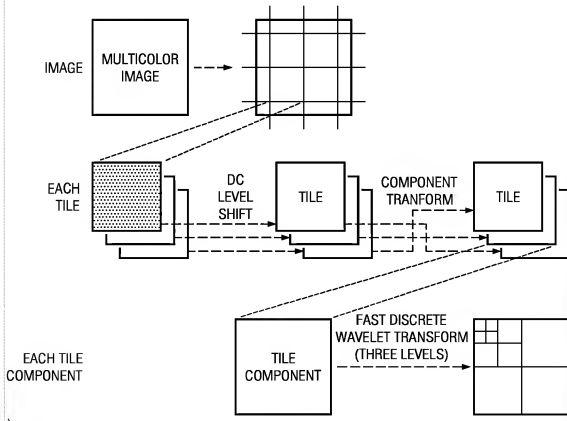 IMAGE
MULTICOLOR
IMAGE
EACH
TILE
DC
LEVEL
SHIFT
TILE
COMPONENT
TRANFORM
TILE
EACH TILE
COMPONENT
TILE
COMPONENT
FAST DISCRETE
WAVELET TRANSFORM
(THREE LEVELS)